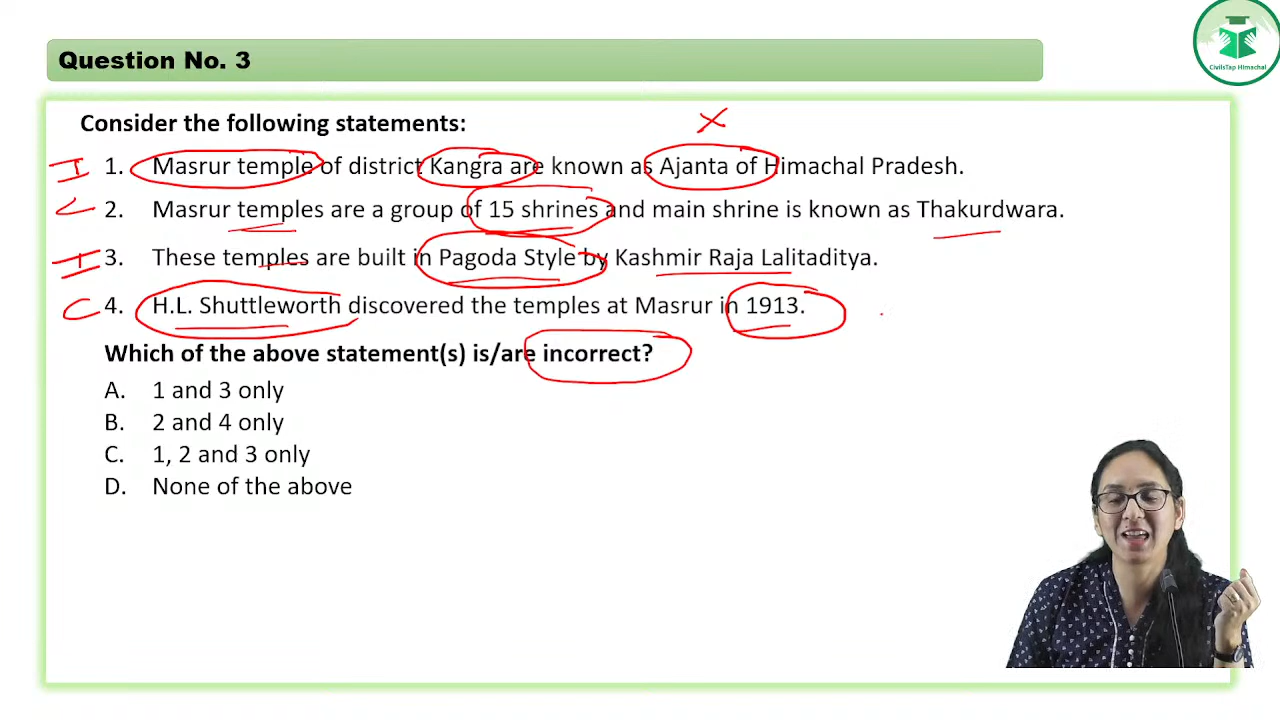 CivilsTap Himachal
Question No. 3
Consider the following statements:
X
I 1. Masrur temple of district Kangra are known as Ajanta of Himachal Pradesh.
C 2. Masrur temples are a group of 15 shrines and main shrine is known as Thakurdwara.
I 3. These temples are built in Pagoda Style by Kashmir Raja Lalitaditya.
C 4. H.L. Shuttleworth discovered the temples at Masrur in 1913.
Which of the above statement(s) is/are incorrect?
A. 1 and 3 only
B. 2 and 4 only
C. 1, 2 and 3 only
D. None of the above